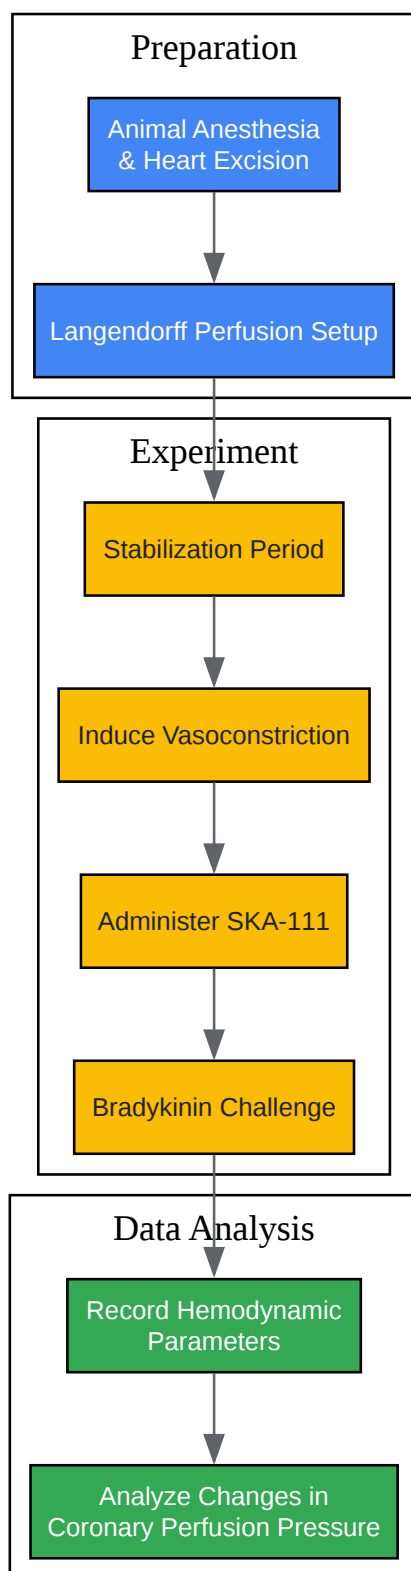 Preparation
Animal Anesthesia
& Heart Excision
Langendorff Perfusion Setup
Experiment
Stabilization Period
Induce Vasoconstriction
Administer SKA-111
Bradykinin Challenge
Data Analysis
Record Hemodynamic
Parameters
Analyze Changes in
Coronary Perfusion Pressure